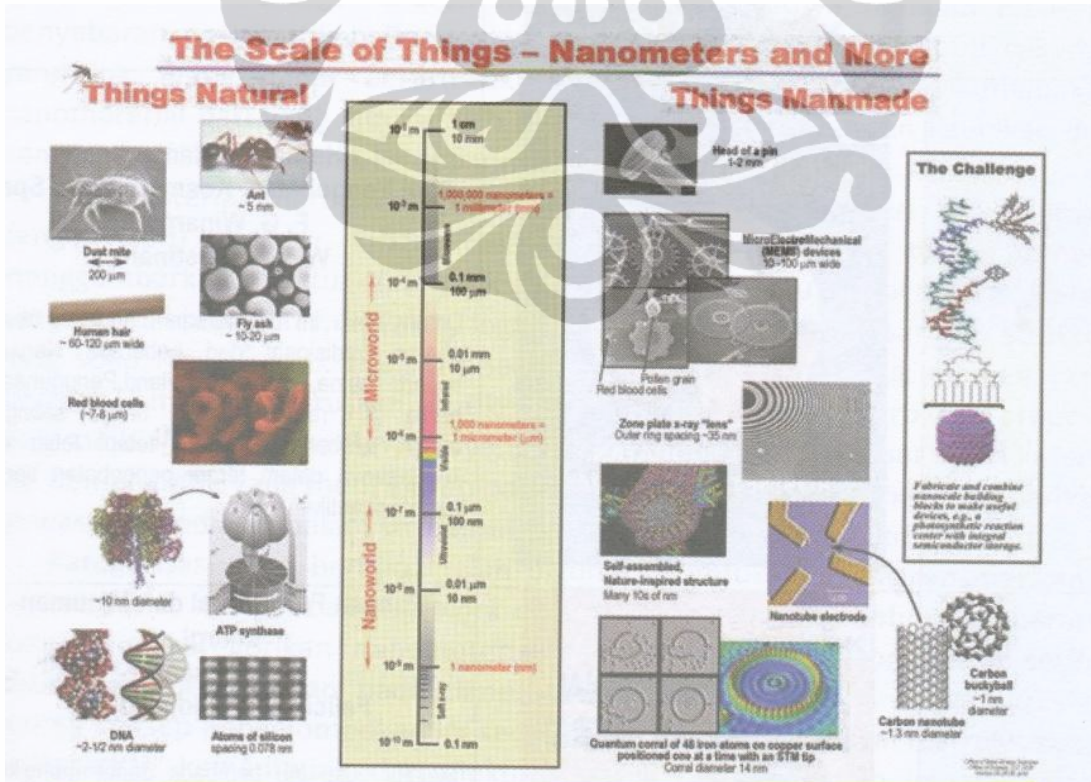 The Scale of Things – Nanometers and More
Things Natural
Things Manmade
Ant
~ 5 nm
Dust mite
200 µm
Human hair
~ 60-120 µm wide
Fly ash
~ 10-20 µm
Red blood cells
(~7-8 µm)
~10 nm diameter
ATP synthase
DNA
~2-1/2 nm diameter
Atoms of silicon
spacing 0.078 nm
Microworld
Nanoworld
1 cm
10 mm
1,000,000 nanometers =
10⁻⁴ m
0.1 mm
100 µm
10⁻⁵ m
0.01 mm
10 µm
Infrared
1,000 nanometers =
1 micrometer (µm)
Visible
10⁻⁷ m
0.1 µm
100 nm
Ultraviolet
10⁻⁸ m
0.01 µm
10 nm
10⁻⁹ m
1 nanometer (nm)
Soft x-ray
10⁻¹⁰ m
0.1 nm
Head of a pin
1-2 mm
MicroElectroMechanical
(MEMS) devices
10 -100 µm wide
Pollen grain
Red blood cells
Zone plate x-ray "lens"
Outer ring spacing ~35 nm
Self-assembled,
Nature-inspired structure
Many 10s of nm
Nanotube electrode
Quantum corral of 48 iron atoms on copper surface
positioned one at a time with an STM tip
Corral diameter 14 nm
Carbon
buckyball
~1 nm
diameter
Carbon nanotube
~1.3 nm diameter
The Challenge
Fabricate and combine
nanoscale building
blocks to make useful
devices, e.g., a
photosynthetic reaction
center with integral
semiconductor storage.